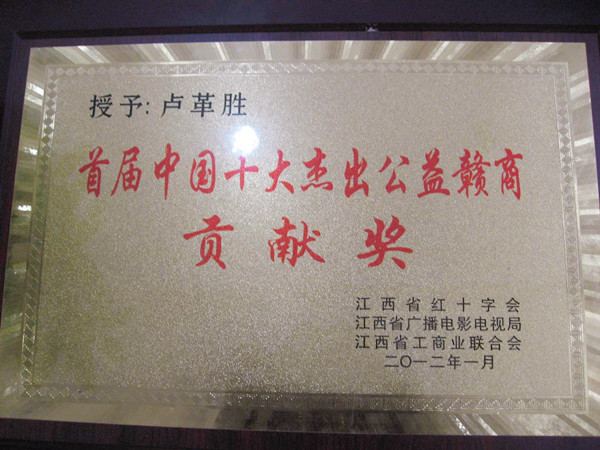 授予:卢革胜
首届中国十大杰出公益赣商
贡献奖
江西省红十字会
江西省广播电影电视局
江西省工商业联合会
二〇一二年一月